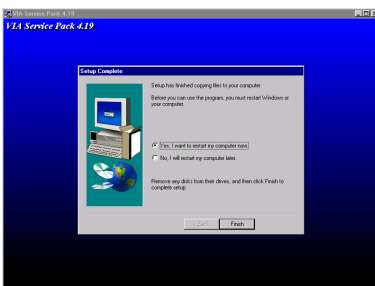 VIA Service Pack 4.19
VIA Service Pack 4.19
Setup Complete
Setup has finished copying files to your computer.
Before you can use the program, you must restart Windows or
your computer.
Yes, I want to restart my computer now.
No, I will restart my computer later.
Remove any disks from their drives, and then click Finish to
complete setup.
< Back
Finish